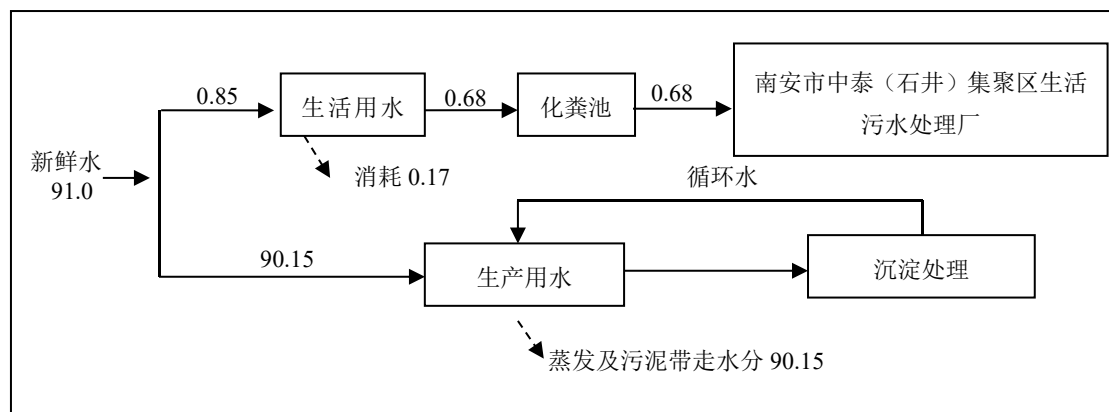 0.85
生活用水
0.68
化粪池
0.68
南安市中泰（石井）集聚区生活
污水处理厂
新鲜水
91.0
消耗 0.17
循环水
90.15
生产用水
沉淀处理
蒸发及污泥带走水分 90.15